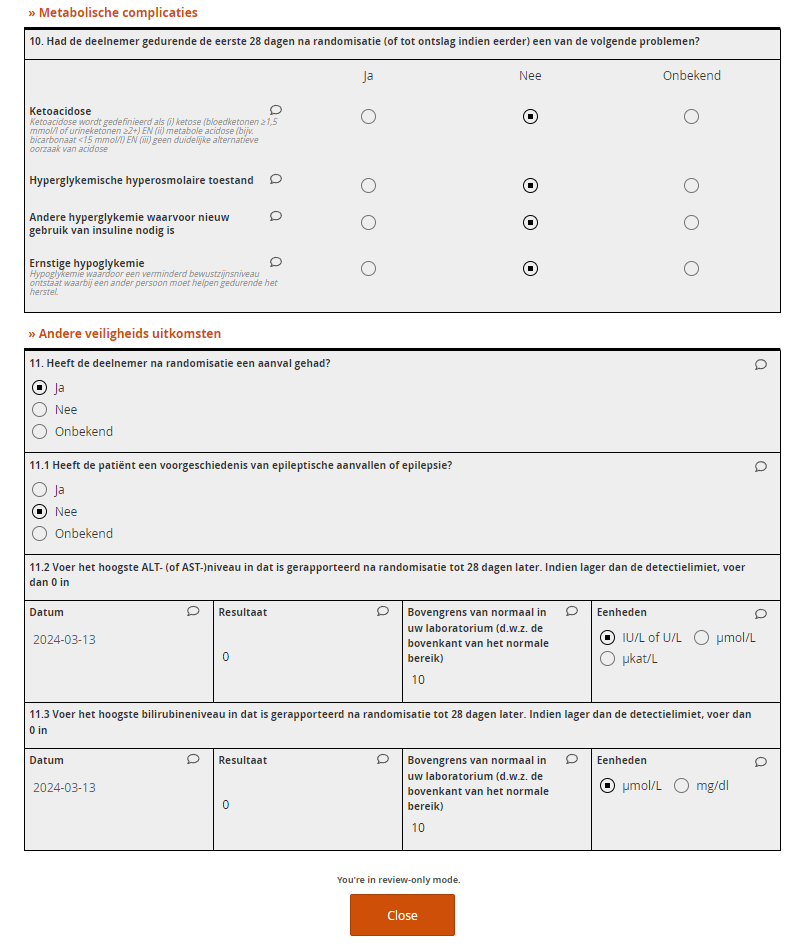 » Metabolische complicaties
10. Had de deelnemer gedurende de eerste 28 dagen na randomisatie (of tot ontslag indien eerder) een van de volgende problemen?
Ja Nee Onbekend
Ketoacidose
Ketoacidose wordt gedefinieerd als (i) ketose (bloedketonen ≥1,5
mmol/l of urineketonen ≥2+) EN (ii) metabole acidose (bijv.
bicarbonaat <15 mmol/l) EN (iii) geen duidelijke alternatieve
oorzaak van acidose
Hyperglykemische hyperosmolaire toestand
Andere hyperglykemie waarvoor nieuw
gebruik van insuline nodig is
Ernstige hypoglykemie
Hypoglykemie waardoor een verminderd bewustzijnsniveau
ontstaat waarbij een ander persoon moet helpen gedurende het
herstel.
» Andere veiligheids uitkomsten
11. Heeft de deelnemer na randomisatie een aanval gehad?
Ja
Nee
Onbekend
11.1 Heeft de patiënt een voorgeschiedenis van epileptische aanvallen of epilepsie?
Ja
Nee
Onbekend
11.2 Voer het hoogste ALT- (of AST-)niveau in dat is gerapporteerd na randomisatie tot 28 dagen later. Indien lager dan de detectielimiet, voer
dan 0 in
Datum
2024-03-13
Resultaat
0
Bovengrens van normaal in
uw laboratorium (d.w.z. de
bovenkant van het normale
bereik)
10
Eenheden
IU/L of U/L µmol/L
µkat/L
11.3 Voer het hoogste bilirubineniveau in dat is gerapporteerd na randomisatie tot 28 dagen later. Indien lager dan de detectielimiet, voer dan
0 in
Datum
2024-03-13
Resultaat
0
Bovengrens van normaal in
uw laboratorium (d.w.z. de
bovenkant van het normale
bereik)
10
Eenheden
µmol/L mg/dl
You're in review-only mode.
Close